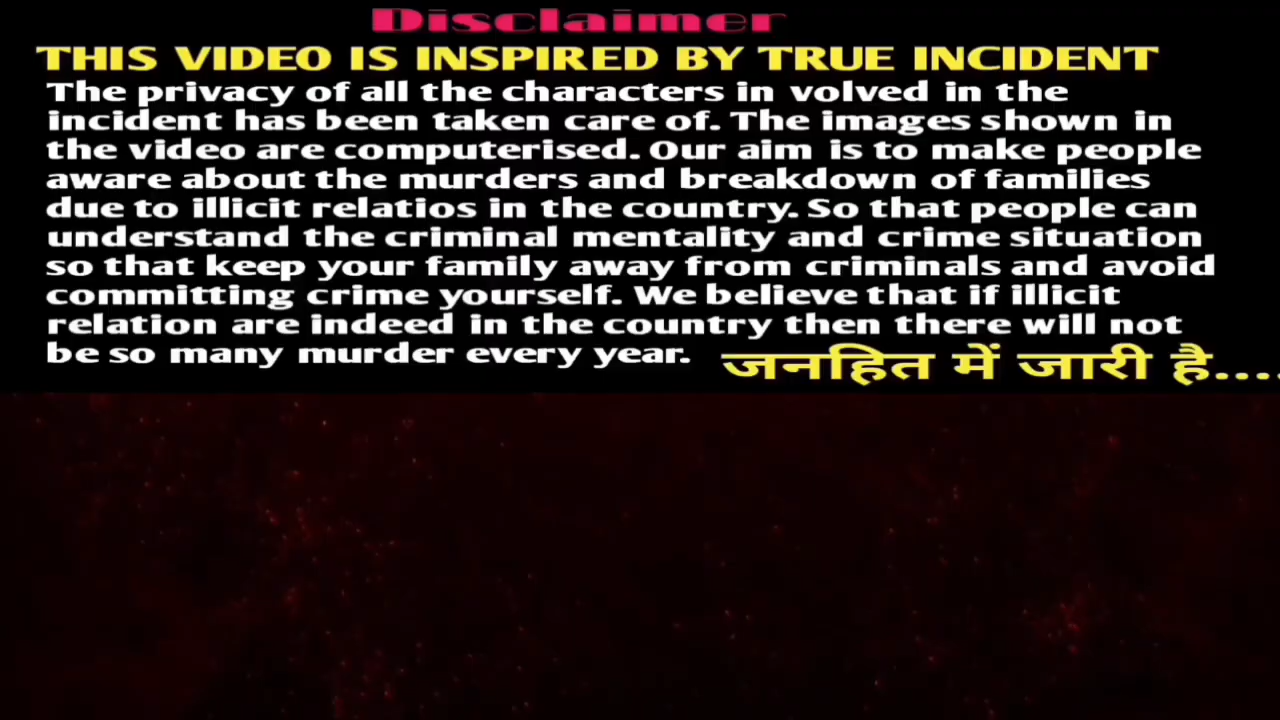 Disclaimer
THIS VIDEO IS INSPIRED BY TRUE INCIDENT
The privacy of all the characters in volved in the
incident has been taken care of. The images shown in
the video are computerised. Our aim is to make people
aware about the murders and breakdown of families
due to illicit relatios in the country. So that people can
understand the criminal mentality and crime situation
so that keep your family away from criminals and avoid
committing crime yourself. We believe that if illicit
relation are indeed in the country then there will not
be so many murder every year.
जनहित में जारी है....